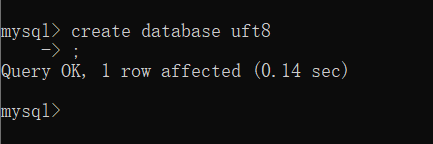 mysql> create database uft8
    -> ;
Query OK, 1 row affected (0.14 sec)
mysql>